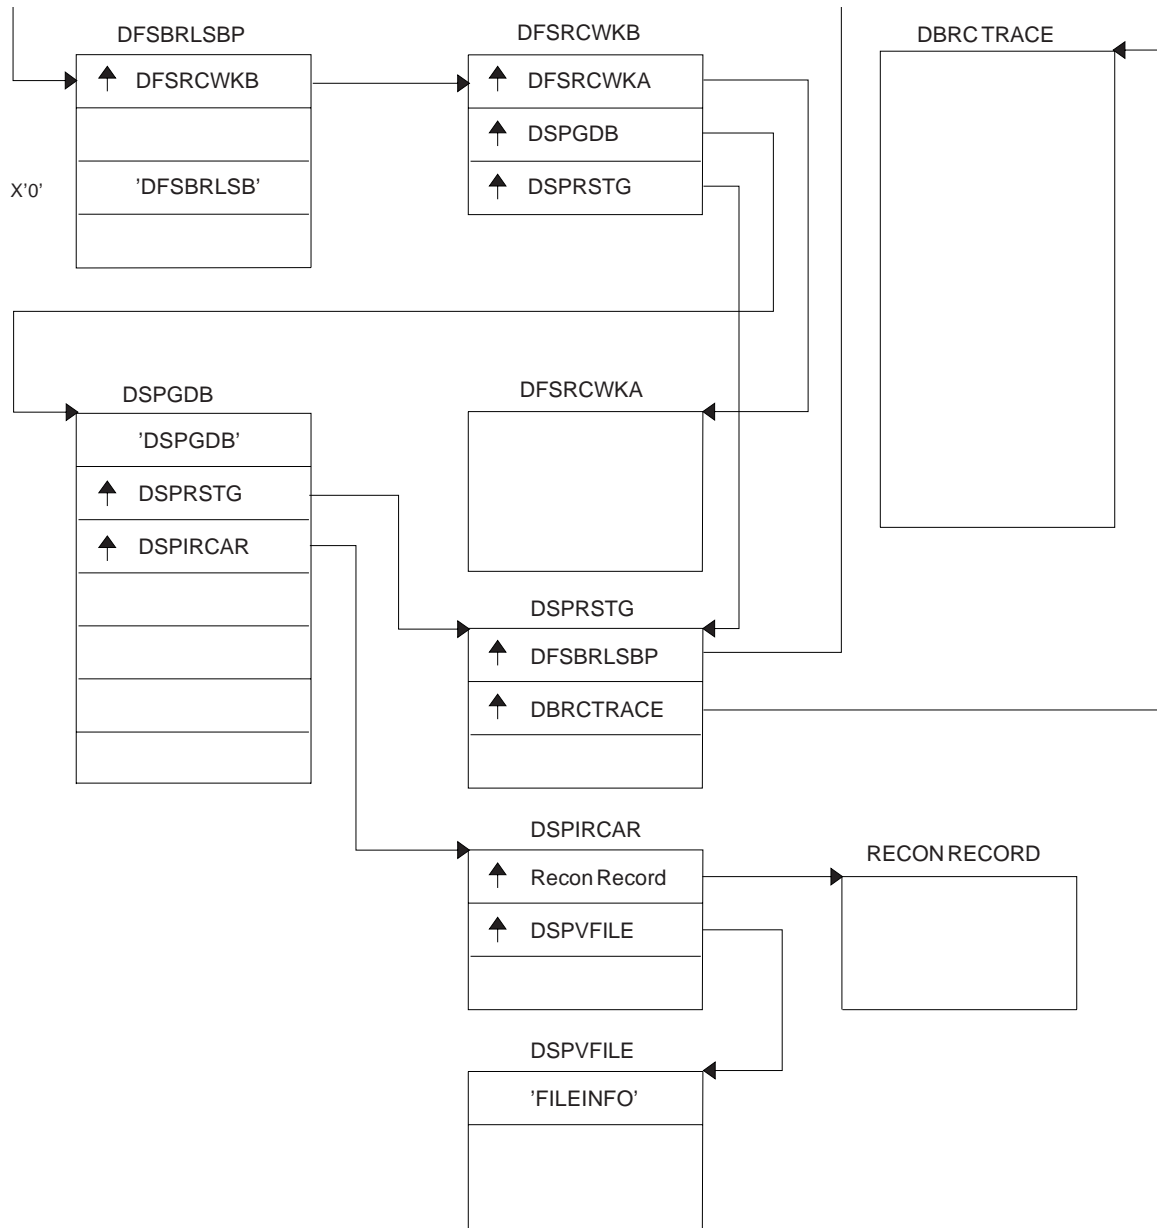 DFSBRLSBP
DFSRCWKB
DBRC TRACE
DFSRCWKB
DFSRCWKA
DSPGDB
X'0'
'DFSBRLSB'
DSPRSTG
DSPGDB
DFSRCWKA
'DSPGDB'
DSPRSTG
DSPIRCAR
DSPRSTG
DFSBRLSBP
DBRCTRACE
DSPIRCAR
RECON RECORD
Recon Record
DSPVFILE
DSPVFILE
'FILEINFO'